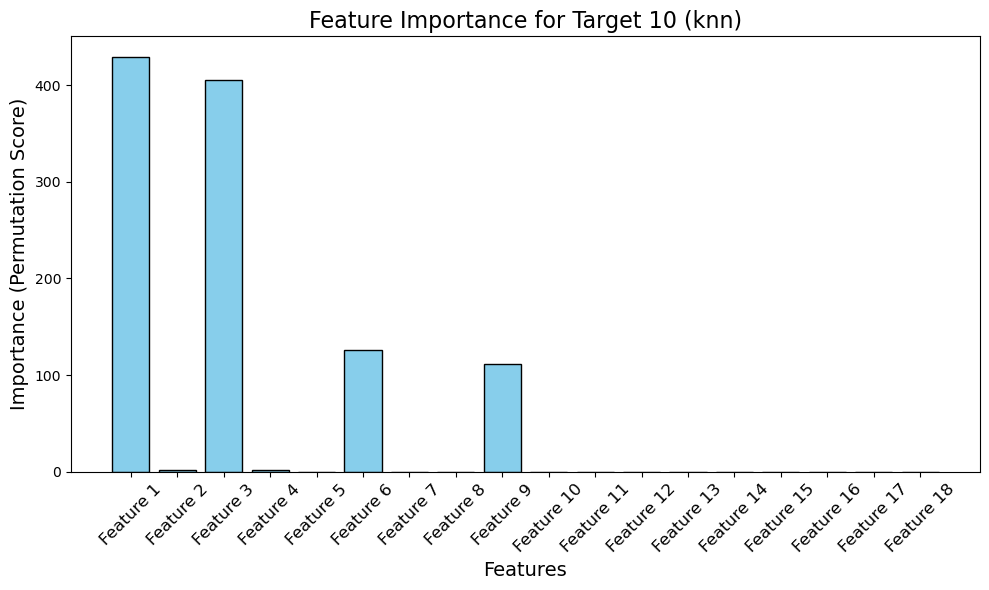 Feature Importance for Target 10 (knn)
Importance (Permutation Score)
400
300
200
100
0
Feature 1
Feature 2
Feature 3
Feature 4
Feature 5
Feature 6
Feature 7
Feature 8
Feature 9
Feature 10
Feature 11
Feature 12
Feature 13
Feature 14
Feature 15
Feature 16
Feature 17
Feature 18
Features